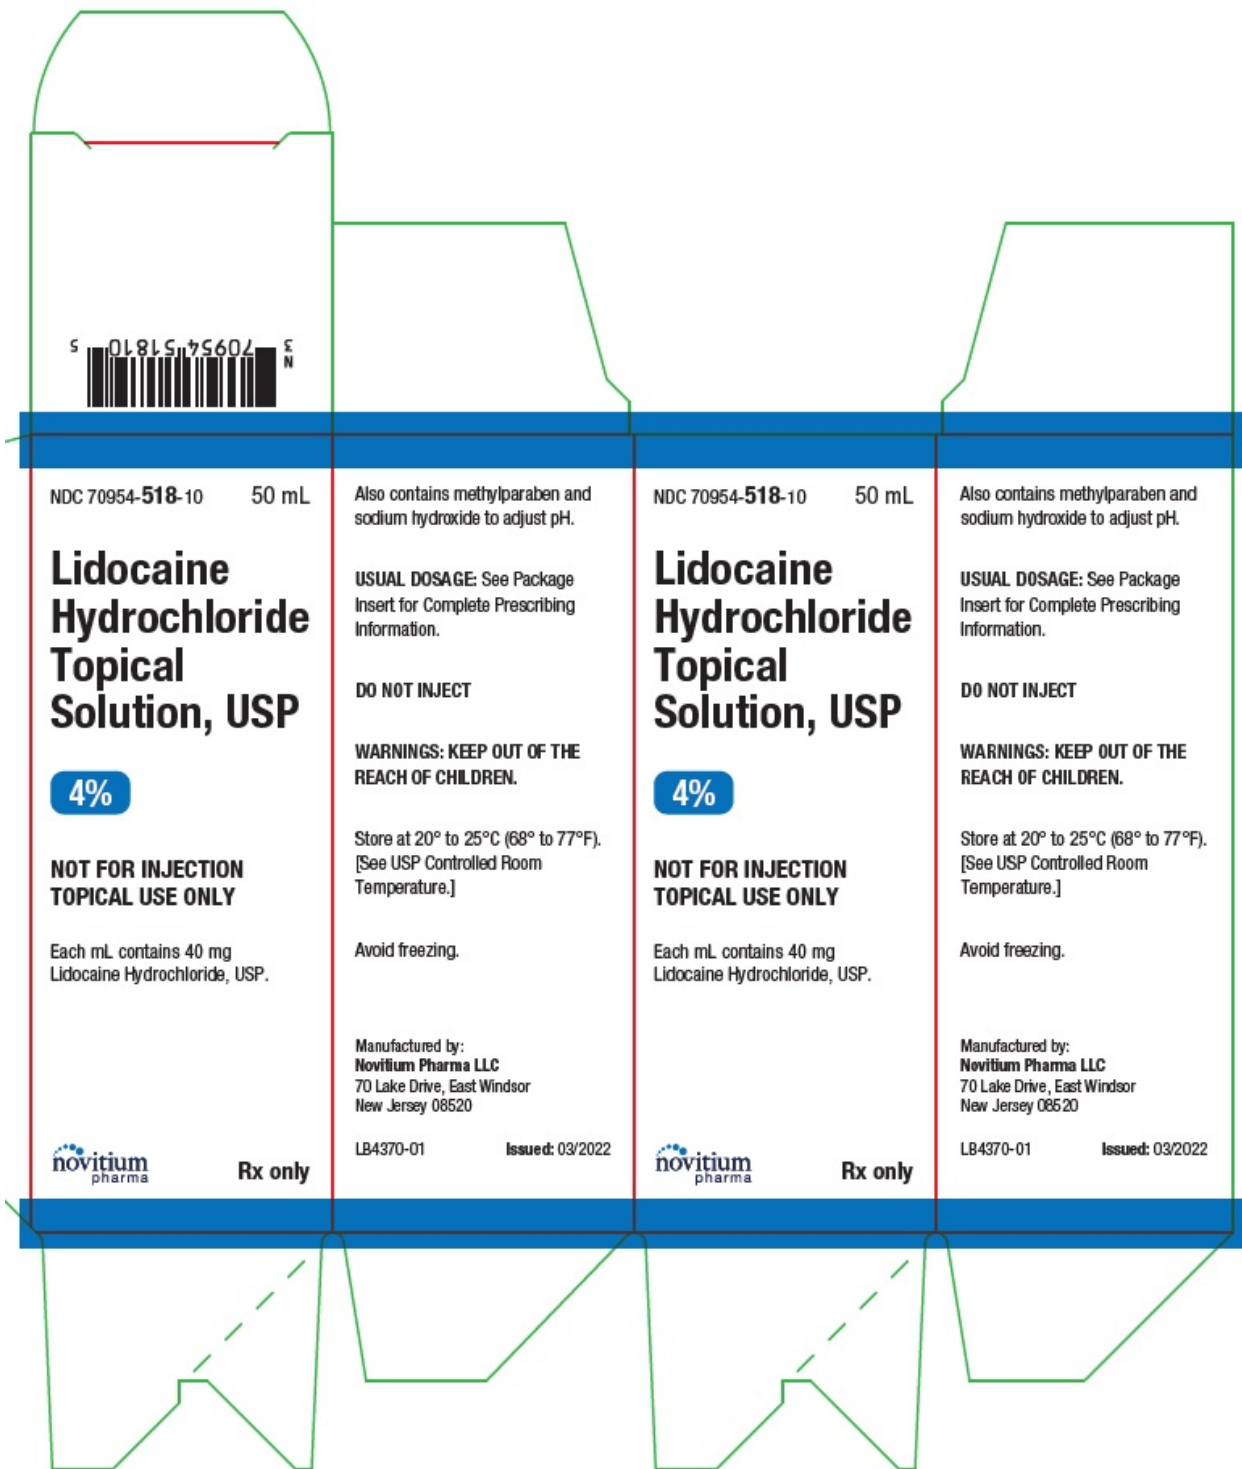 N
3 70954 51810 5
NDC 70954-518-10 50 mL
Lidocaine
Hydrochloride
Topical
Solution, USP
4%
NOT FOR INJECTION
TOPICAL USE ONLY
Each mL contains 40 mg
Lidocaine Hydrochloride, USP.
novitium
pharma
Rx only
Also contains methylparaben and
sodium hydroxide to adjust pH.
USUAL DOSAGE: See Package
Insert for Complete Prescribing
Information.
DO NOT INJECT
WARNINGS: KEEP OUT OF THE
REACH OF CHILDREN.
Store at 20° to 25°C (68° to 77°F).
[See USP Controlled Room
Temperature.]
Avoid freezing.
Manufactured by:
Novitium Pharma LLC
70 Lake Drive, East Windsor
New Jersey 08520
LB4370-01 Issued: 03/2022
NDC 70954-518-10 50 mL
Lidocaine
Hydrochloride
Topical
Solution, USP
4%
NOT FOR INJECTION
TOPICAL USE ONLY
Each mL contains 40 mg
Lidocaine Hydrochloride, USP.
novitium
pharma
Rx only
Also contains methylparaben and
sodium hydroxide to adjust pH.
USUAL DOSAGE: See Package
Insert for Complete Prescribing
Information.
DO NOT INJECT
WARNINGS: KEEP OUT OF THE
REACH OF CHILDREN.
Store at 20° to 25°C (68° to 77°F).
[See USP Controlled Room
Temperature.]
Avoid freezing.
Manufactured by:
Novitium Pharma LLC
70 Lake Drive, East Windsor
New Jersey 08520
LB4370-01 Issued: 03/2022